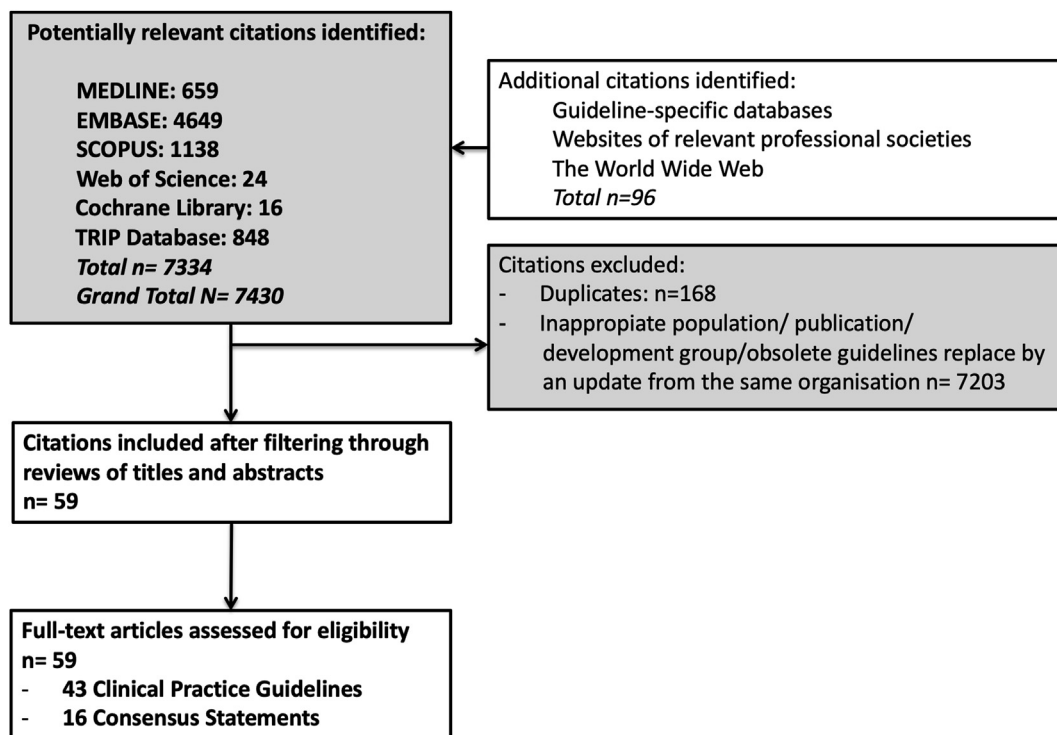 Potentially relevant citations identified:
MEDLINE: 659
EMBASE: 4649
SCOPUS: 1138
Web of Science: 24
Cochrane Library: 16
TRIP Database: 848
Total n= 7334
Grand Total N= 7430
Additional citations identified:
Guideline-specific databases
Websites of relevant professional societies
The World Wide Web
Total n=96
Citations excluded:
- Duplicates: n=168
- Inappropiate population/ publication/
development group/obsolete guidelines replace by
an update from the same organisation n= 7203
Citations included after filtering through
reviews of titles and abstracts
n= 59
Full-text articles assessed for eligibility
n= 59
- 43 Clinical Practice Guidelines
- 16 Consensus Statements